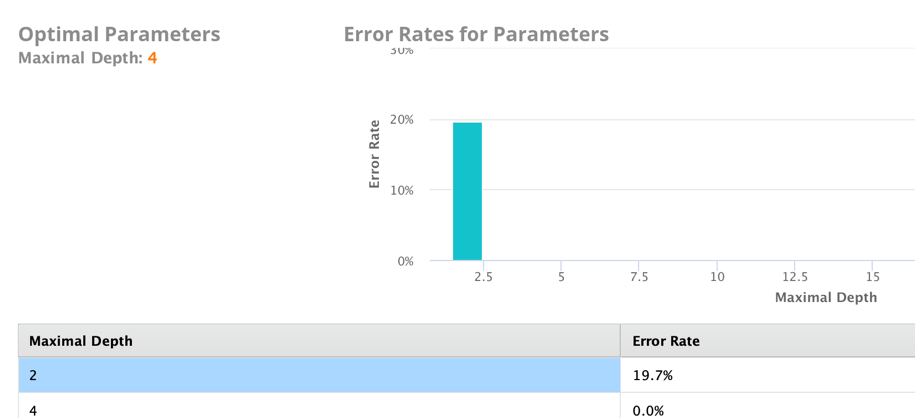 Optimal Parameters
Maximal Depth: 4
Error Rates for Parameters
30%
20%
10%
0%
Error Rate
2.5 5 7.5 10 12.5 15
Maximal Depth
Maximal Depth Error Rate
2 19.7%
4 0.0%